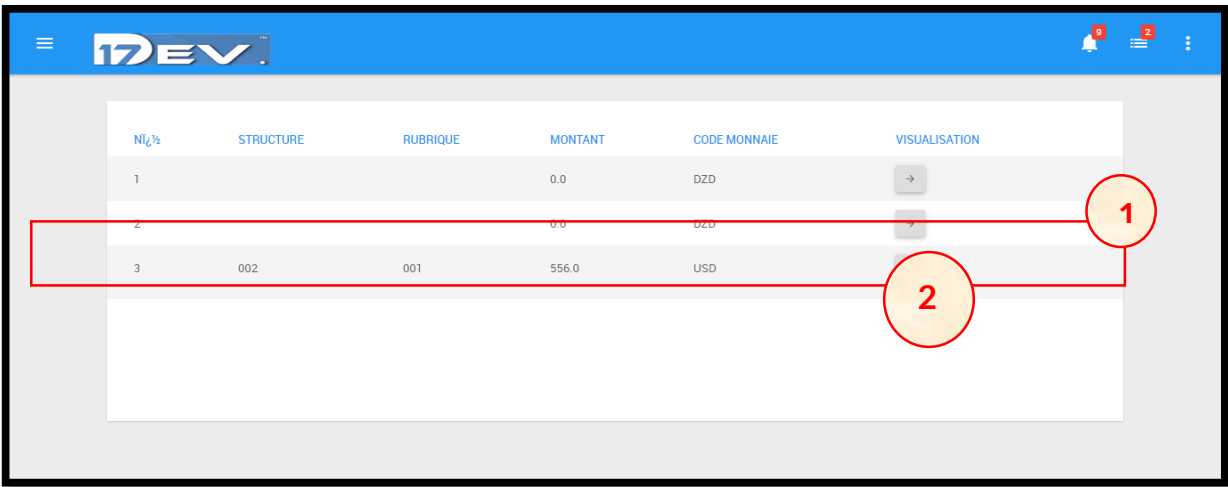 17DEV. ™
9
2
Nï¿½ STRUCTURE RUBRIQUE MONTANT CODE MONNAIE VISUALISATION
1 0.0 DZD →
2 0.0 DZD →
3 002 001 556.0 USD
1
2